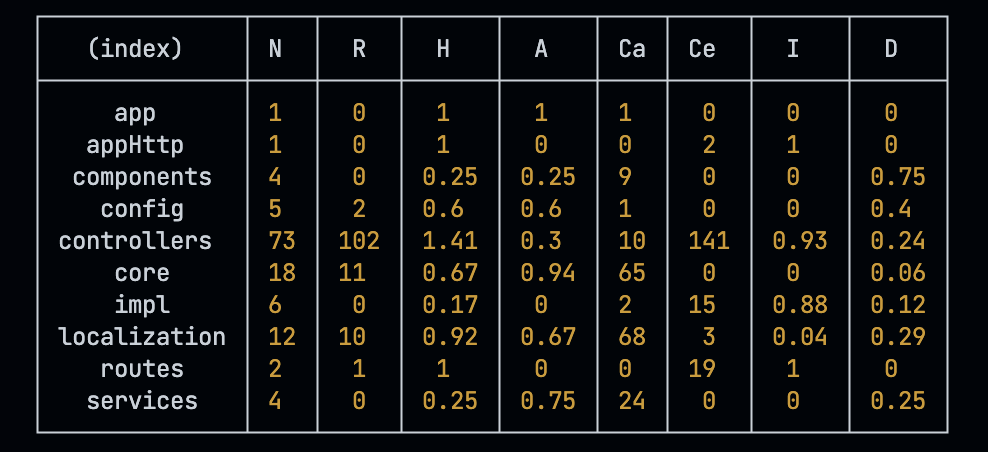 (index) N R H A Ca Ce I D
app 1 0 1 1 1 0 0 0
appHttp 1 0 1 0 0 2 1 0
components 4 0 0.25 0.25 9 0 0 0.75
config 5 2 0.6 0.6 1 0 0 0.4
controllers 73 102 1.41 0.3 10 141 0.93 0.24
core 18 11 0.67 0.94 65 0 0 0.06
impl 6 0 0.17 0 2 15 0.88 0.12
localization 12 10 0.92 0.67 68 3 0.04 0.29
routes 2 1 1 0 0 19 1 0
services 4 0 0.25 0.75 24 0 0 0.25